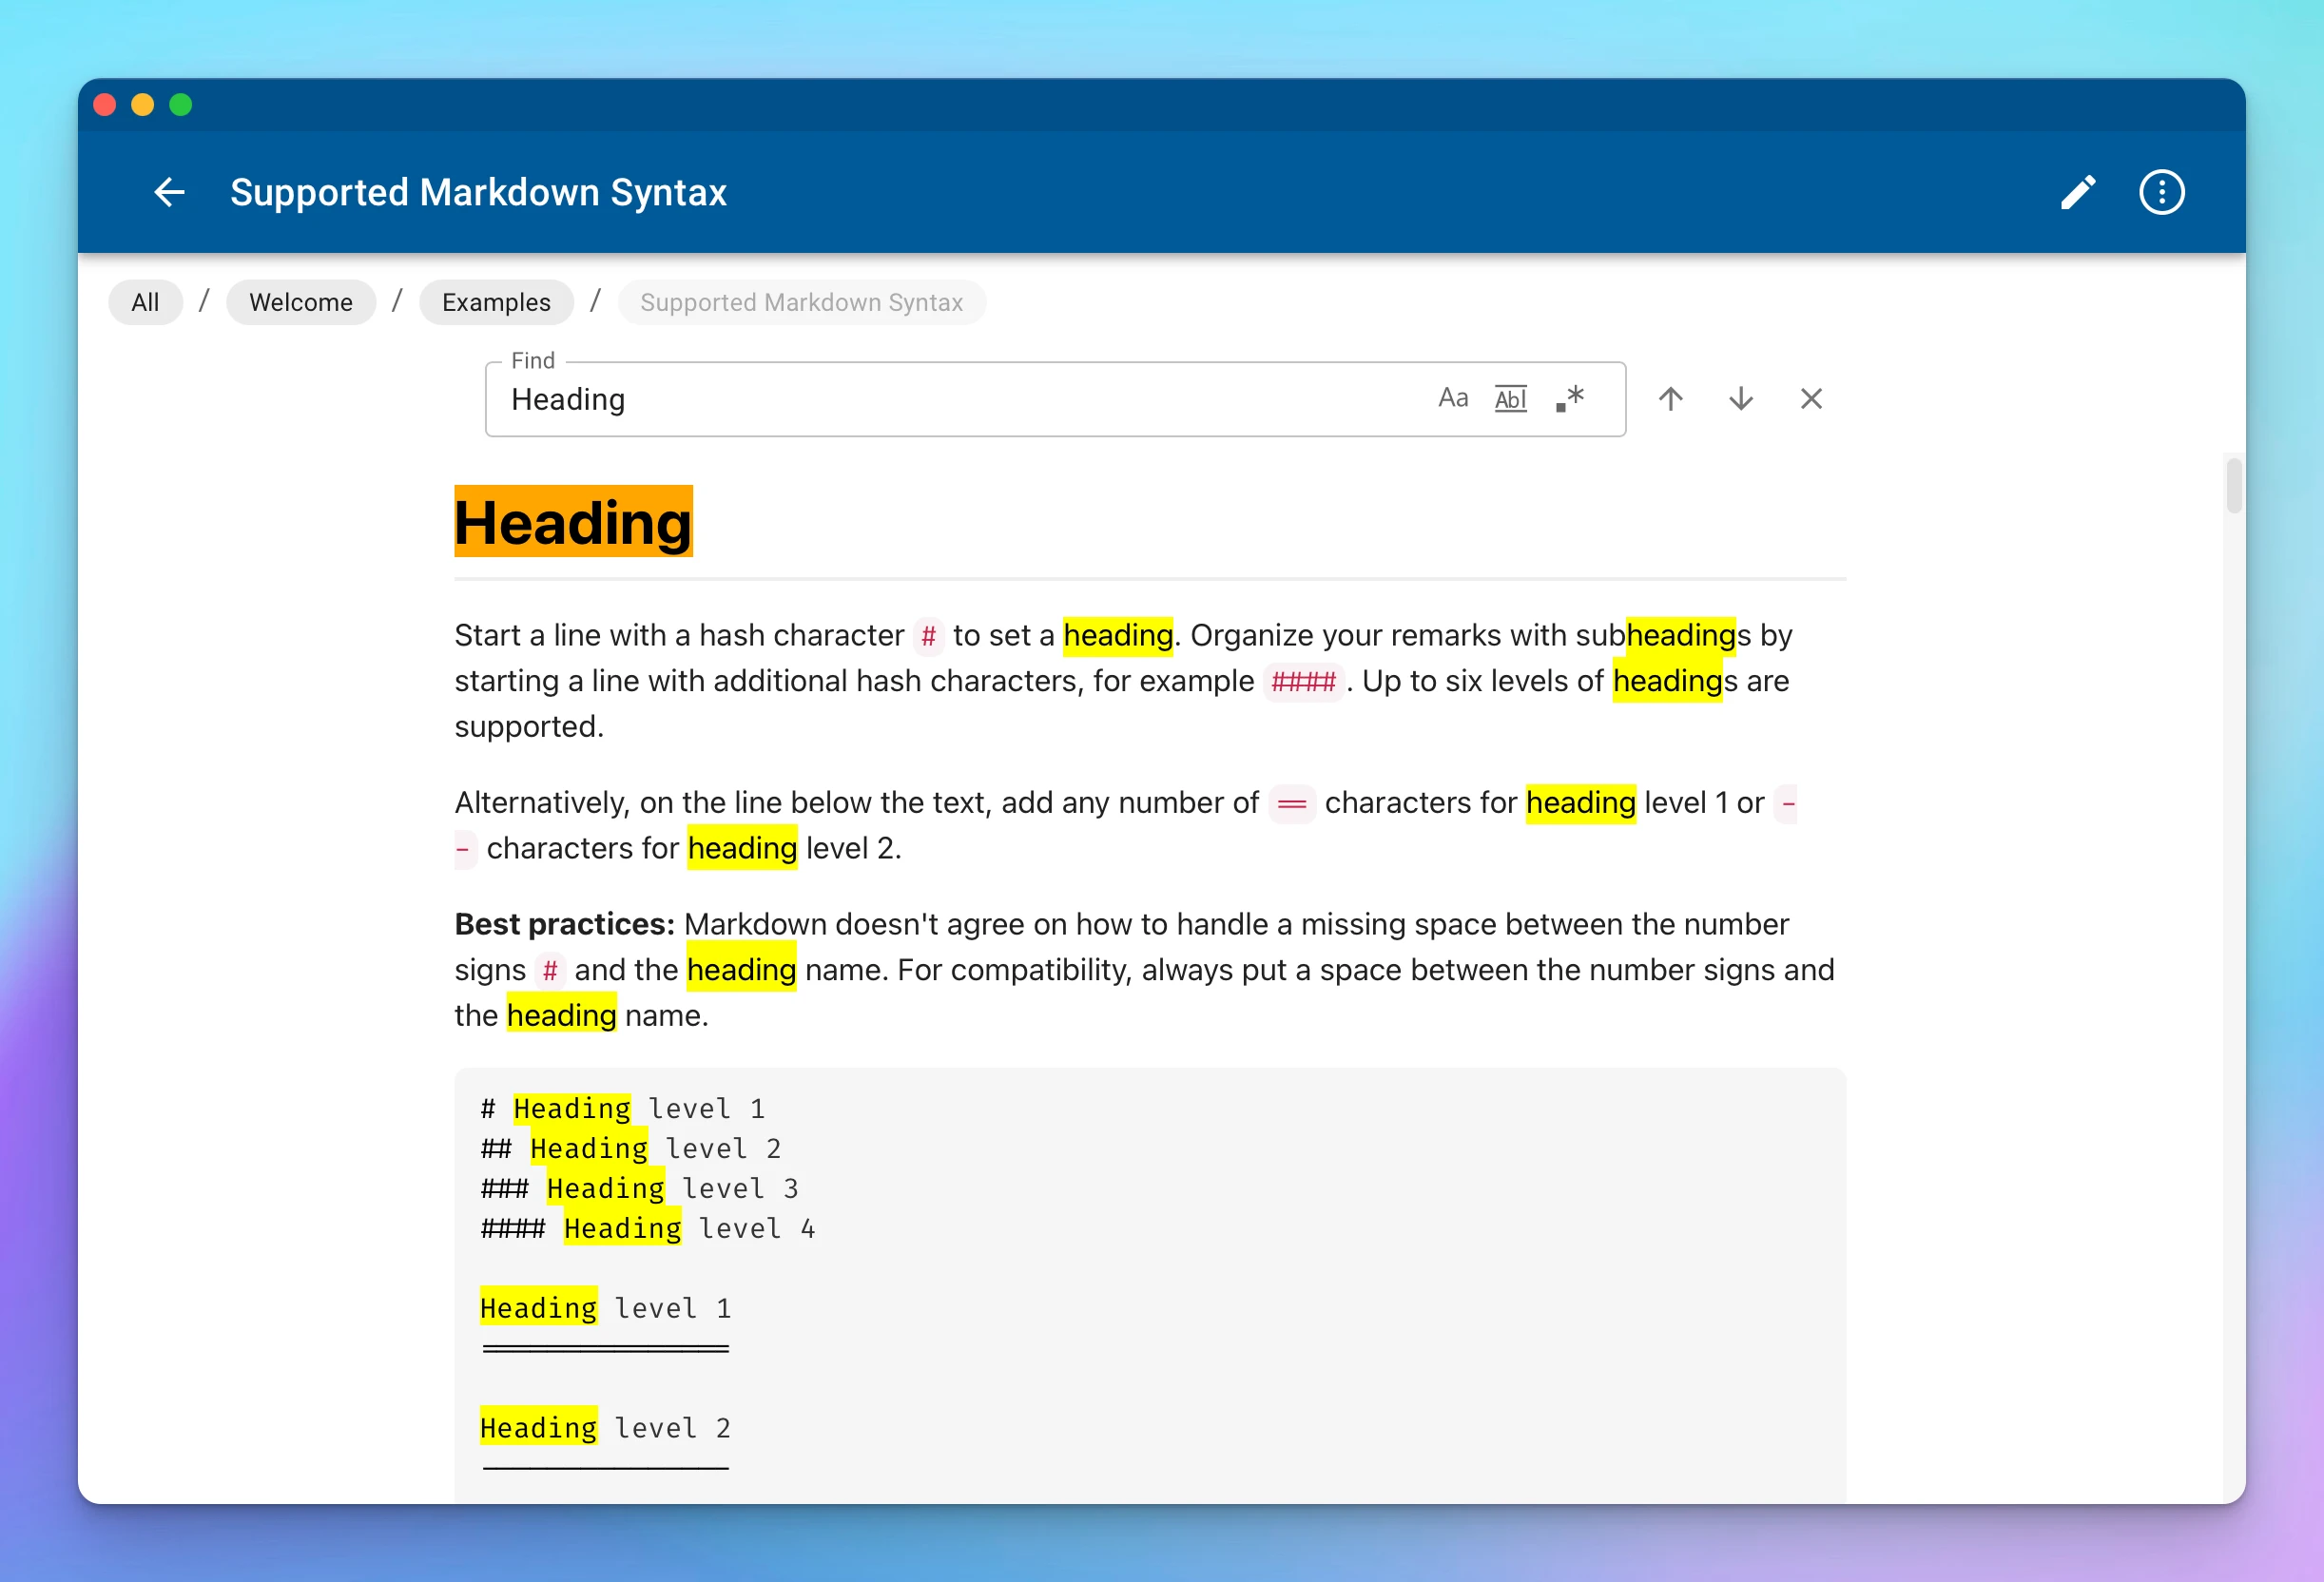 Supported Markdown Syntax
All / Welcome / Examples / Supported Markdown Syntax
Find
Heading Aa Abl .*
Heading
Start a line with a hash character # to set a heading. Organize your remarks with subheadings by
starting a line with additional hash characters, for example ####. Up to six levels of headings are
supported.
Alternatively, on the line below the text, add any number of == characters for heading level 1 or -
- characters for heading level 2.
Best practices: Markdown doesn't agree on how to handle a missing space between the number
signs # and the heading name. For compatibility, always put a space between the number signs and
the heading name.
# Heading level 1
## Heading level 2
### Heading level 3
#### Heading level 4
Heading level 1
===============
Heading level 2
---------------